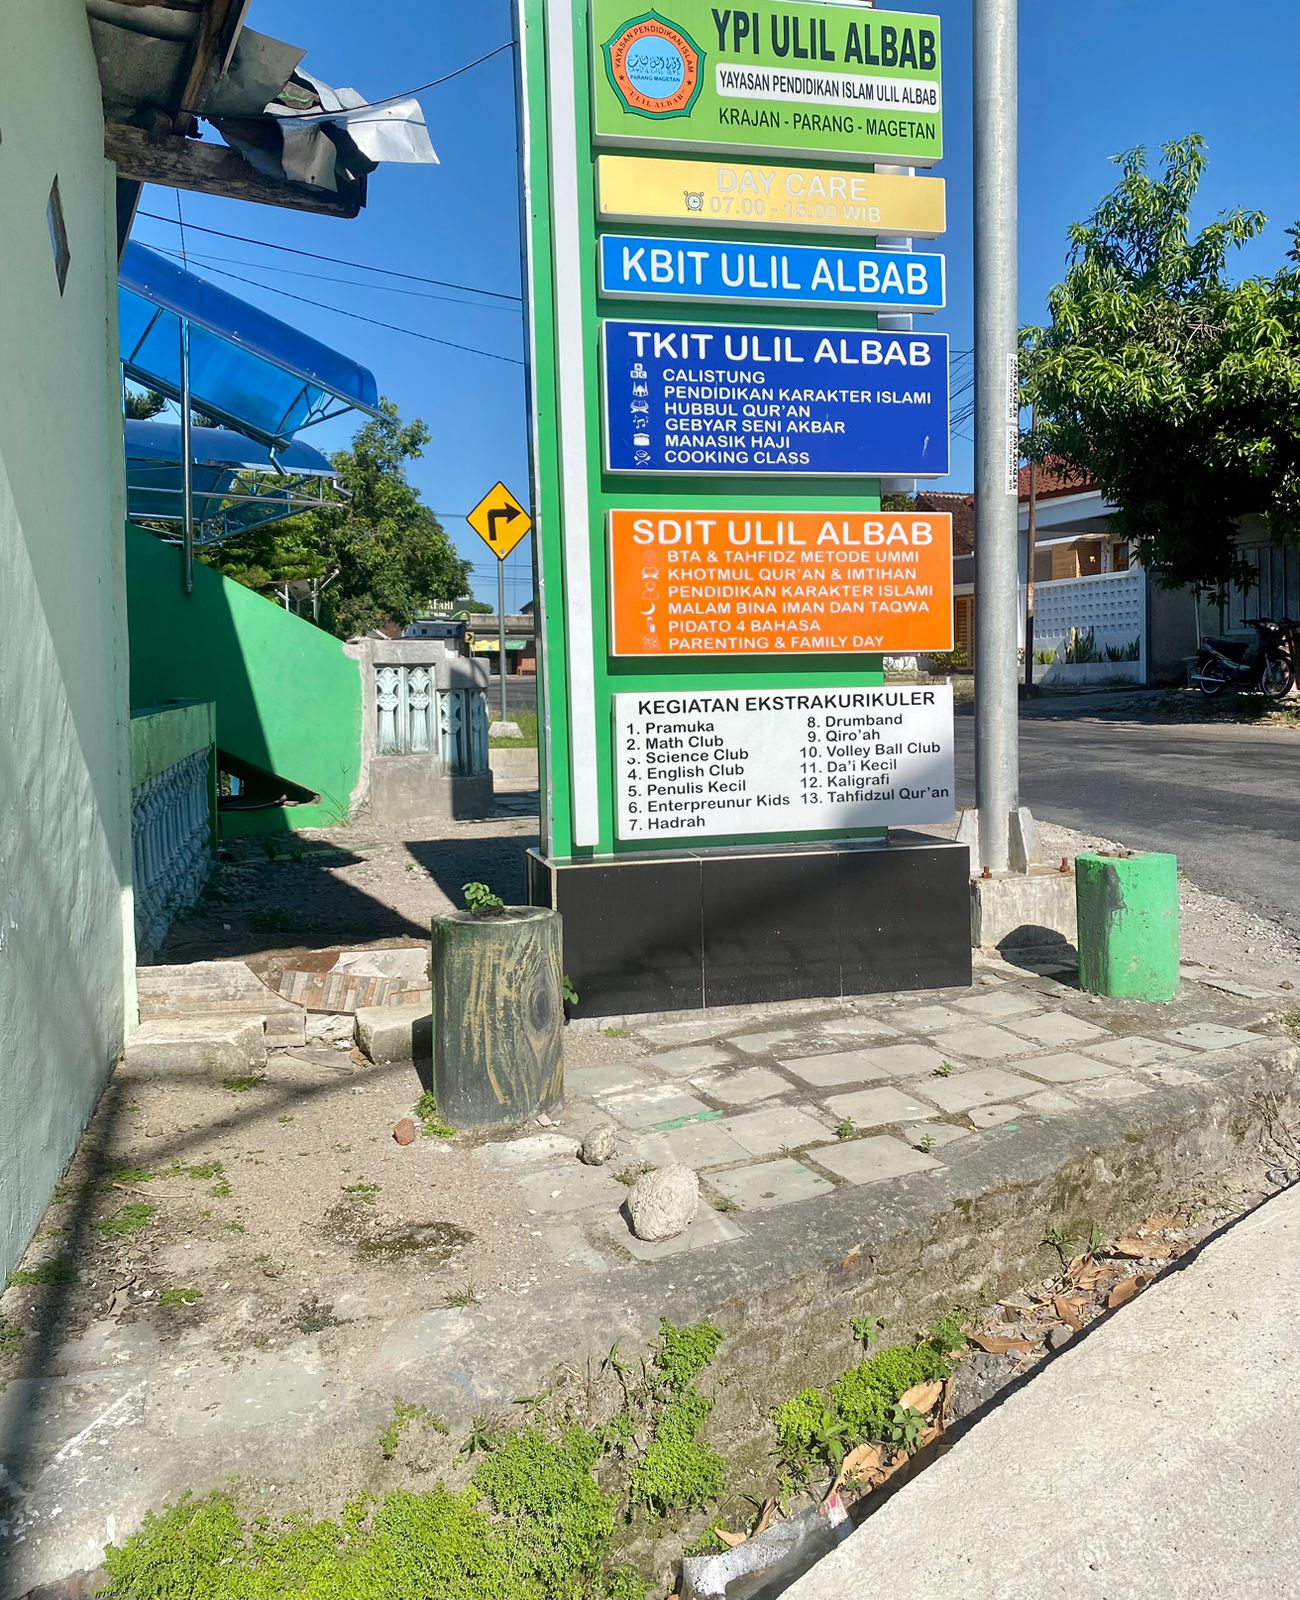 YAYASAN PENDIDIKAN ISLAM
PARANG MAGETAN
ULIL ALBAB
YPI ULIL ALBAB
YAYASAN PENDIDIKAN ISLAM ULIL ALBAB
KRAJAN - PARANG - MAGETAN
DAY CARE
07.00 - 15.00 WIB
KBIT ULIL ALBAB
TKIT ULIL ALBAB
CALISTUNG
PENDIDIKAN KARAKTER ISLAMI
HUBBUL QUR'AN
GEBYAR SENI AKBAR
MANASIK HAJI
COOKING CLASS
SDIT ULIL ALBAB
BTA & TAHFIDZ METODE UMMI
KHOTMUL QUR'AN & IMTIHAN
PENDIDIKAN KARAKTER ISLAMI
MALAM BINA IMAN DAN TAQWA
PIDATO 4 BAHASA
PARENTING & FAMILY DAY
KEGIATAN EKSTRAKURIKULER
1. Pramuka
2. Math Club
3. Science Club
4. English Club
5. Penulis Kecil
6. Enterpreunur Kids
7. Hadrah
8. Drumband
9. Qiro'ah
10. Volley Ball Club
11. Da'i Kecil
12. Kaligrafi
13. Tahfidzul Qur'an